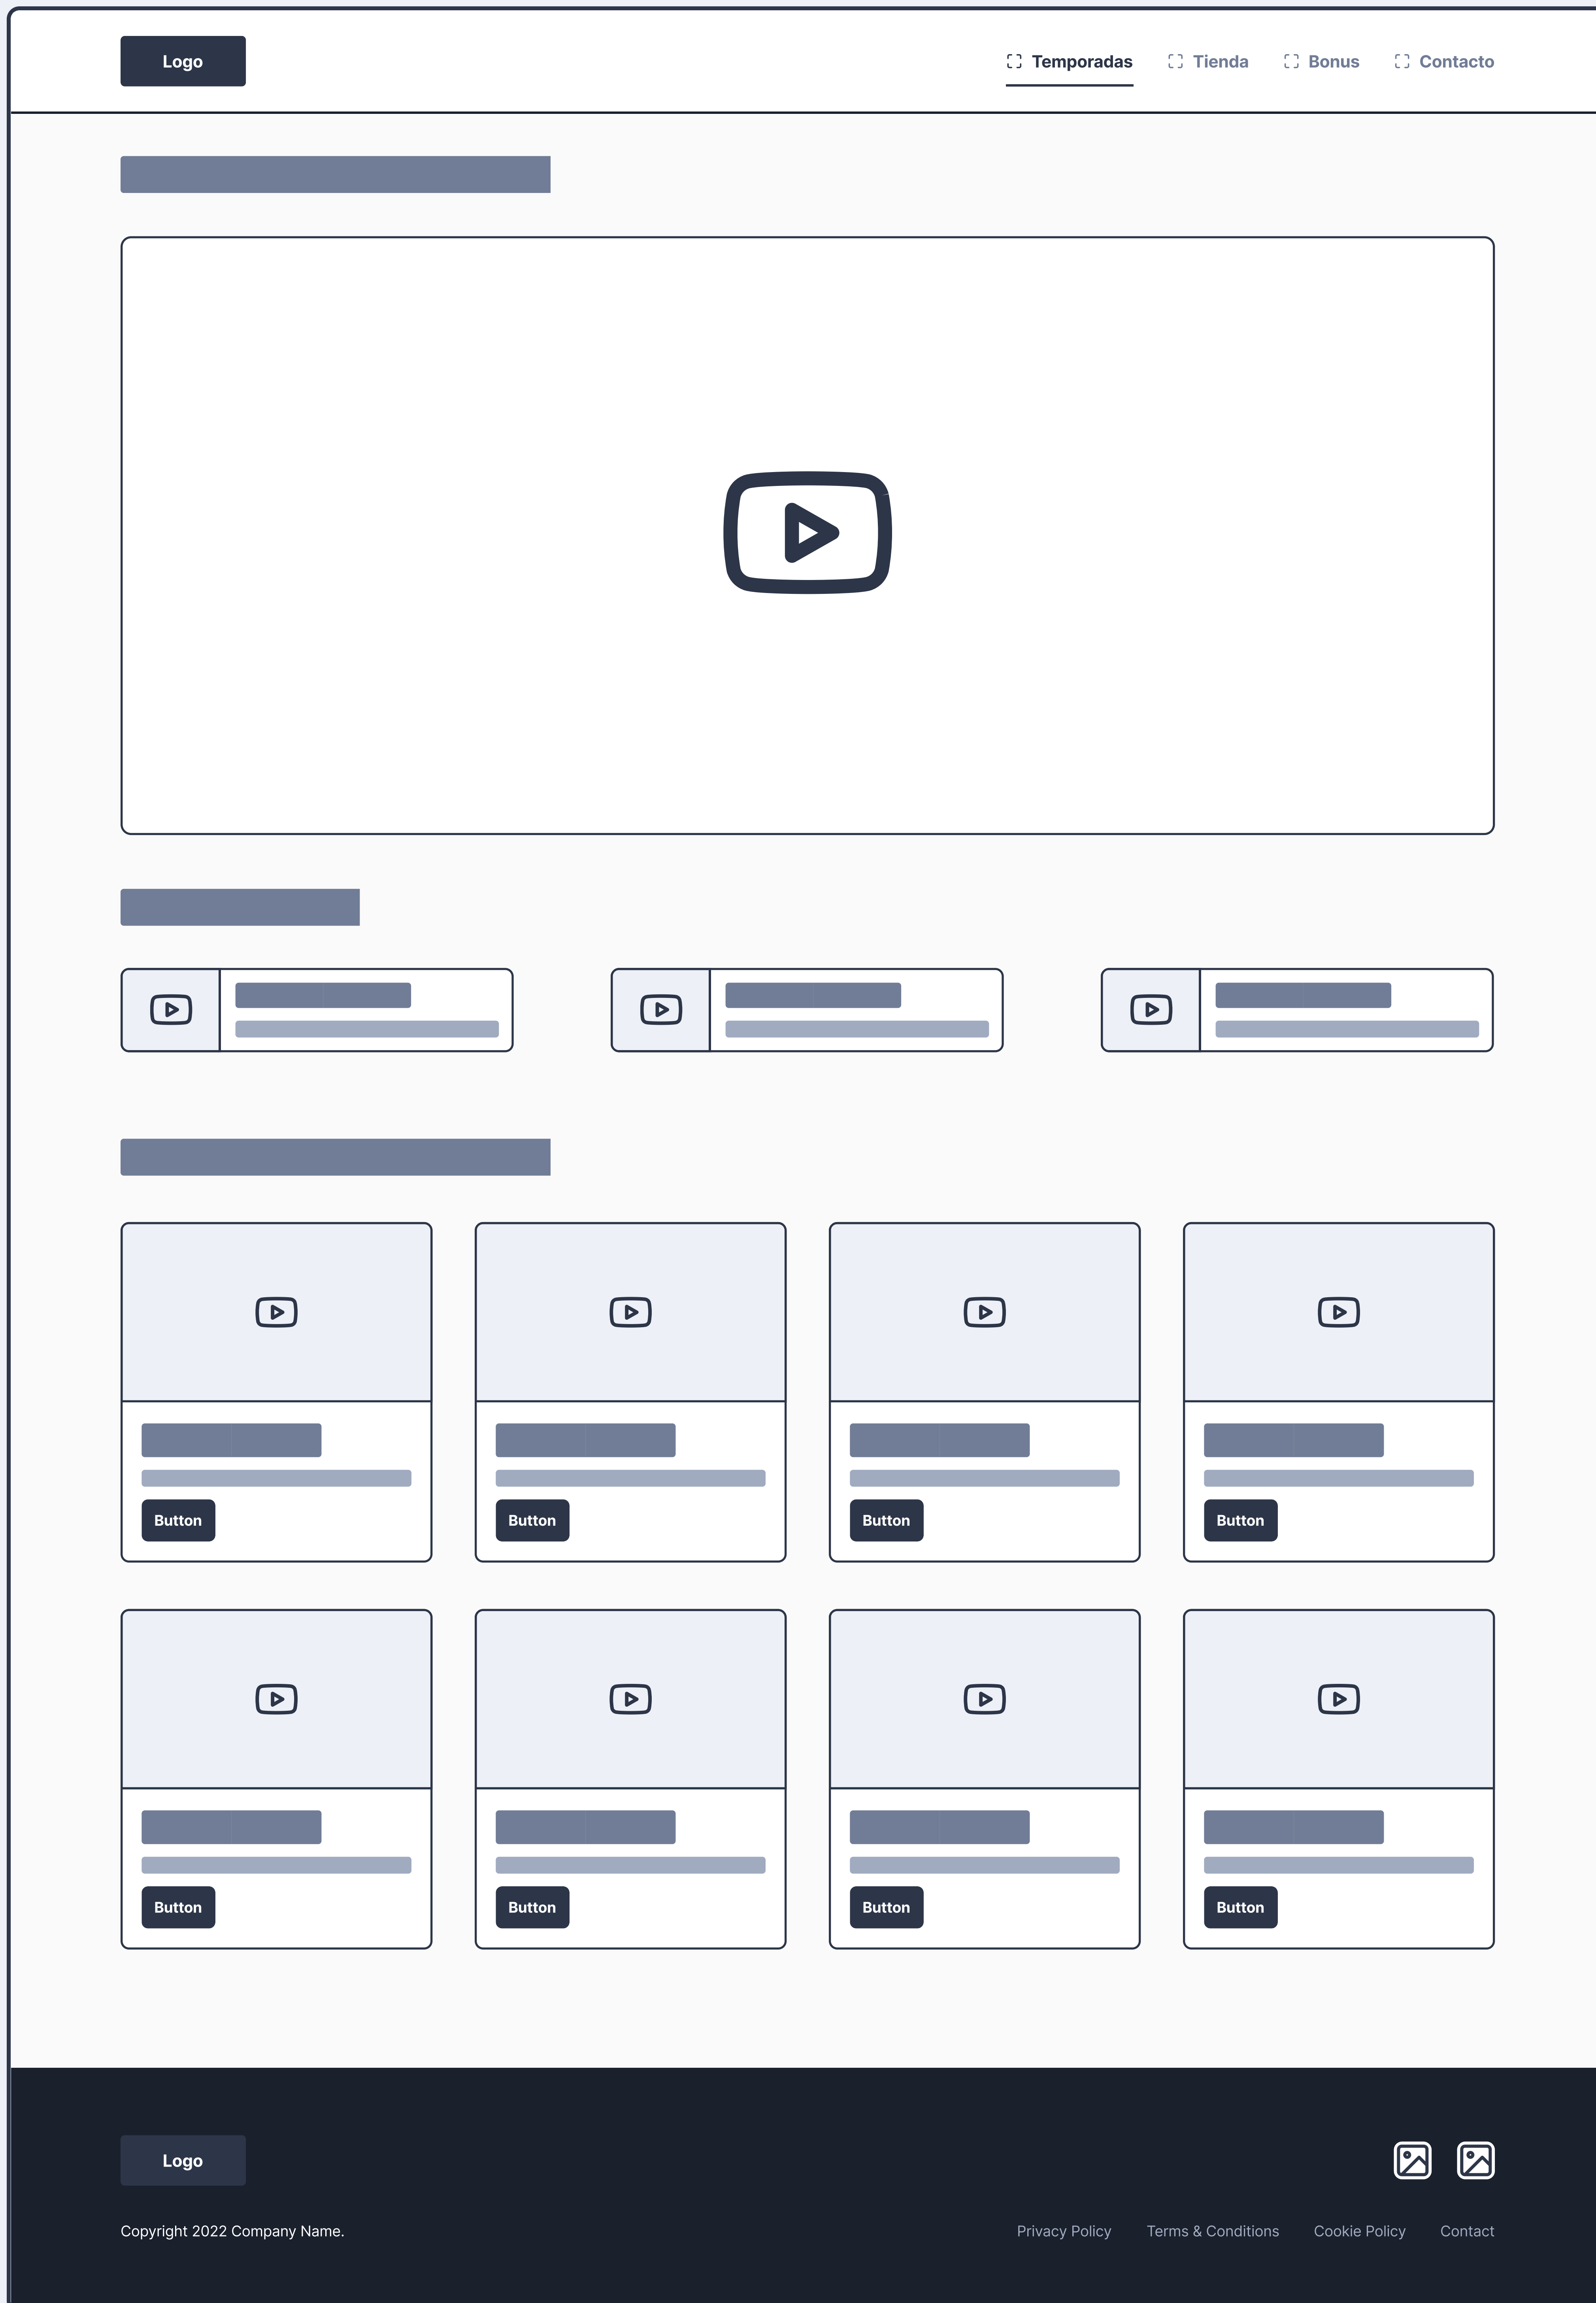 Logo
Temporadas Tienda Bonus Contacto
Button Button Button Button
Button Button Button Button
Logo
Copyright 2022 Company Name. Privacy Policy Terms & Conditions Cookie Policy Contact